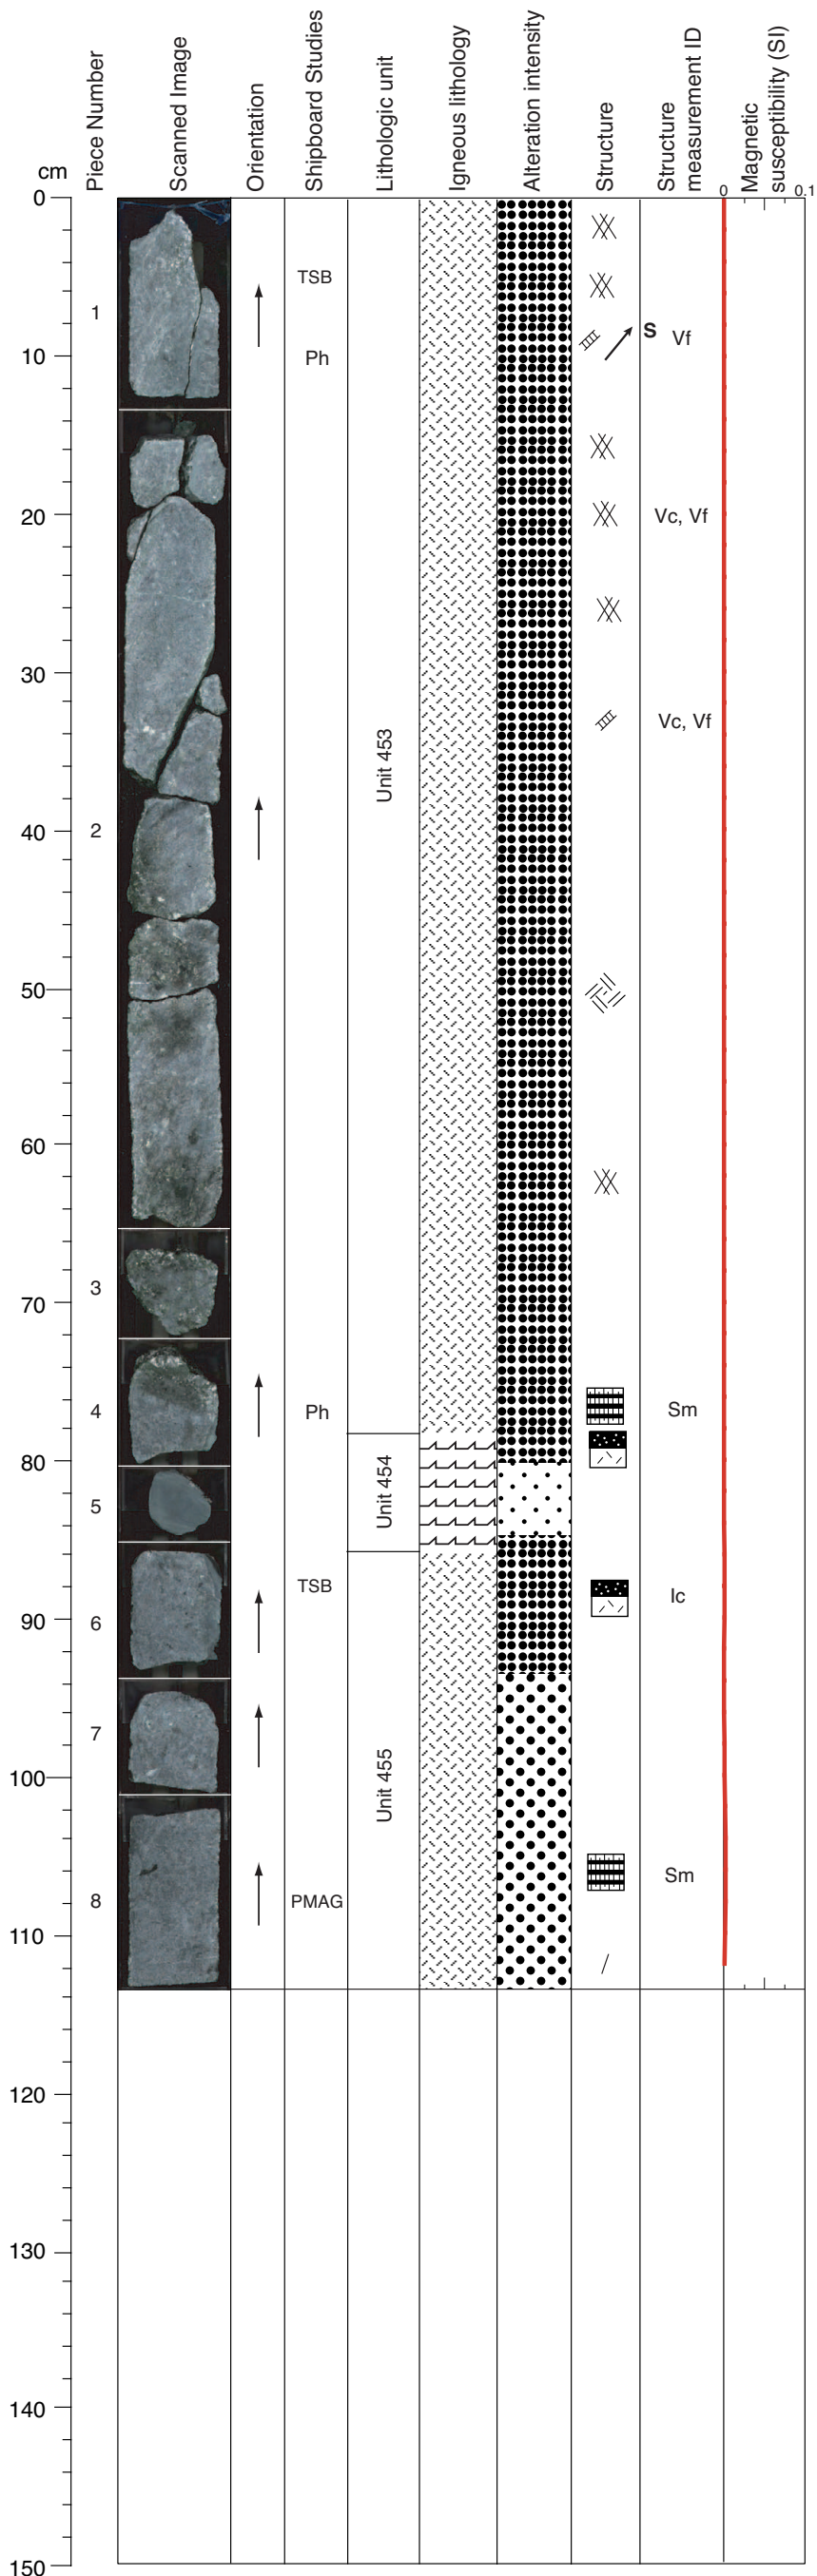 cm
Piece Number
Scanned Image
Orientation
Shipboard Studies
Lithologic unit
Igneous lithology
Alteration intensity
Structure
Structure
measurement ID
Magnetic
susceptibility (SI)
0 0.1
0
1
TSB
S Vf
10
Ph
20
Vc, Vf
30
Vc, Vf
Unit 453
40
2
50
60
3
70
4
Ph
Sm
80
Unit 454
5
TSB
Ic
90
6
7
100
Unit 455
8
PMAG
Sm
110
120
130
140
150